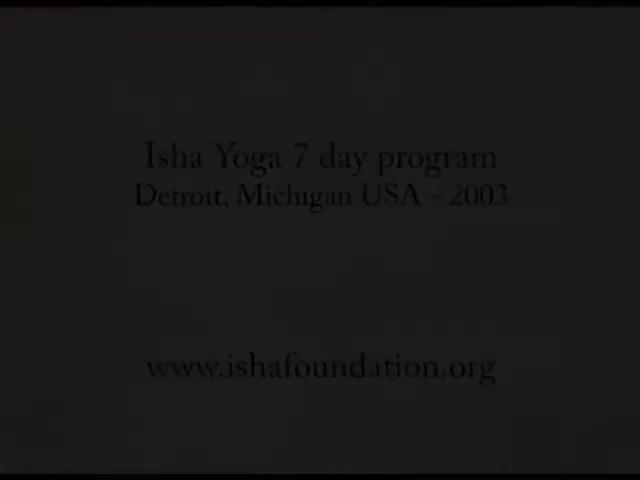 Isha Yoga 7 day program
Detroit, Michigan USA - 2003
www.ishafoundation.org